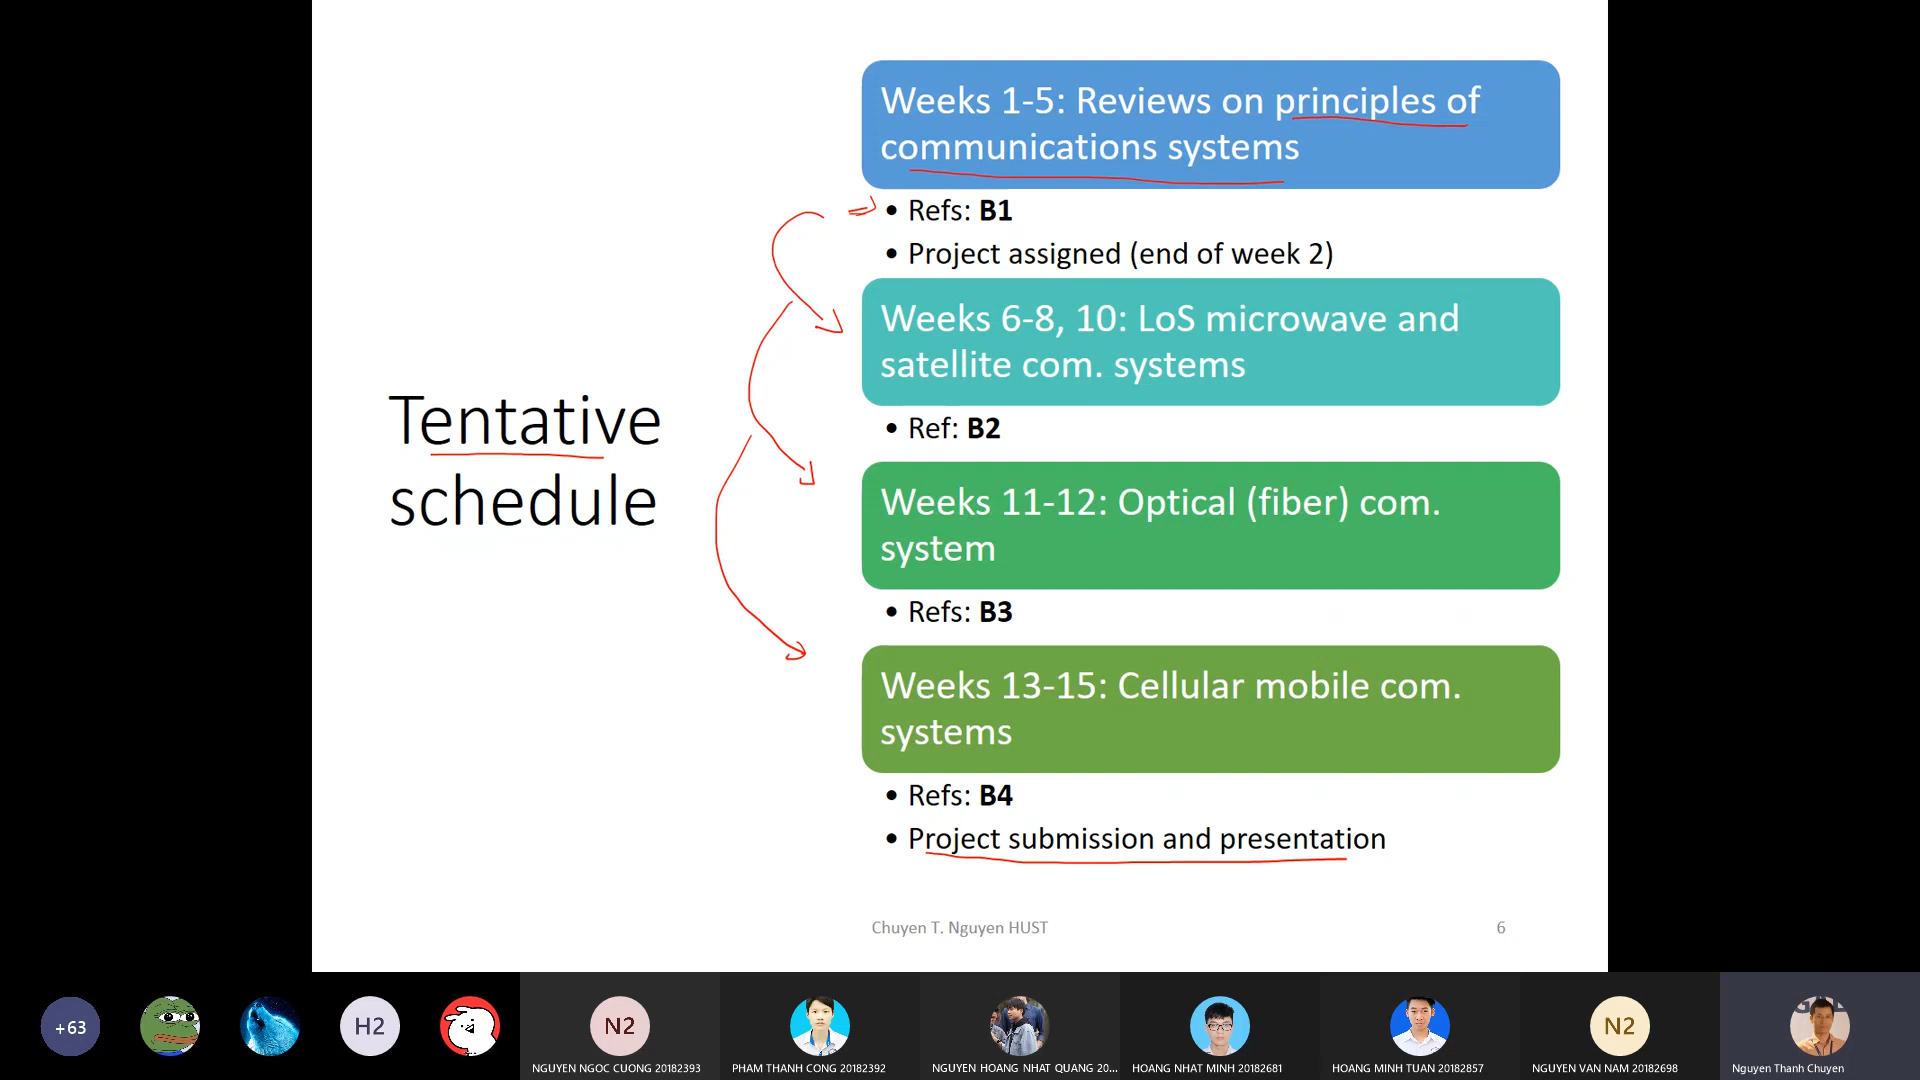 Tentative
schedule
Weeks 1-5: Reviews on principles of
communications systems
• Refs: B1
• Project assigned (end of week 2)
Weeks 6-8, 10: LoS microwave and
satellite com. systems
• Ref: B2
Weeks 11-12: Optical (fiber) com.
system
• Refs: B3
Weeks 13-15: Cellular mobile com.
systems
• Refs: B4
• Project submission and presentation
Chuyen T. Nguyen HUST
6
+63
H2
N2
NGUYEN NGOC CUONG 20182393
PHAM THANH CONG 20182392
NGUYEN HOANG NHAT QUANG 20...
HOANG NHAT MINH 20182681
HOANG MINH TUAN 20182857
N2
NGUYEN VAN NAM 20182698
Nguyen Thanh Chuyen